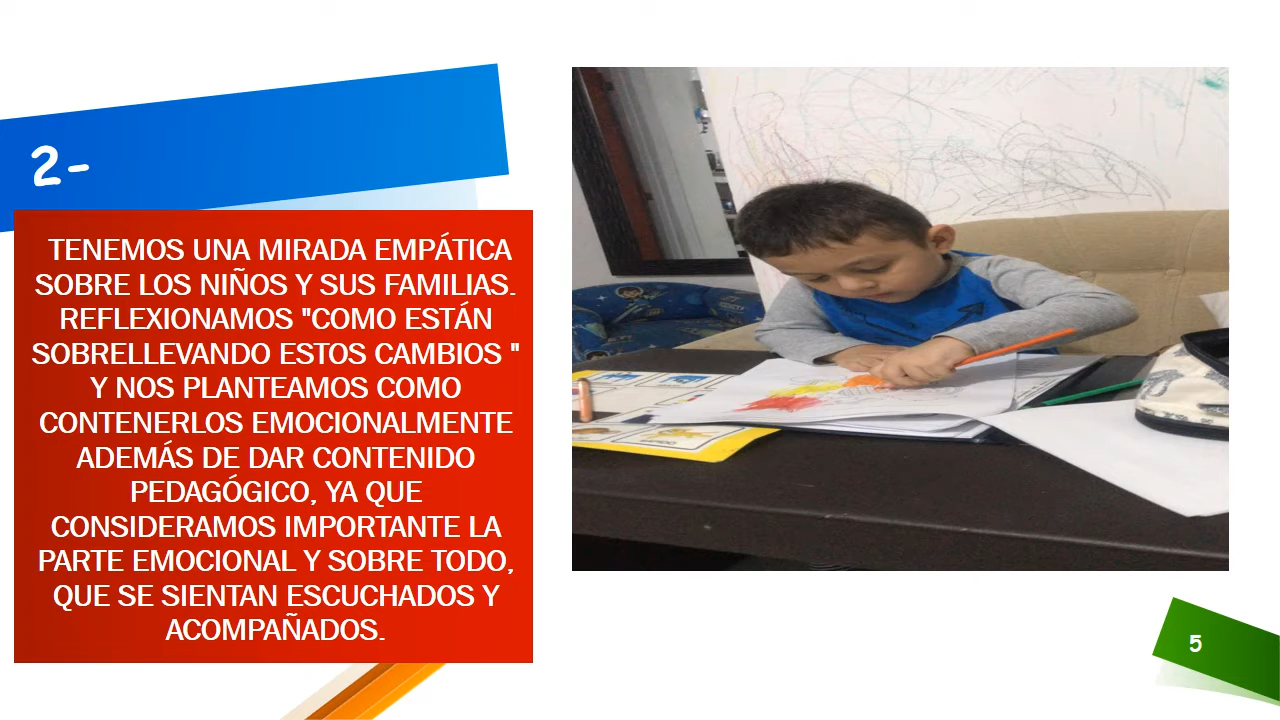 2-
TENEMOS UNA MIRADA EMPÁTICA
SOBRE LOS NIÑOS Y SUS FAMILIAS.
REFLEXIONAMOS "COMO ESTÁN
SOBRELLEVANDO ESTOS CAMBIOS "
Y NOS PLANTEAMOS COMO
CONTENERLOS EMOCIONALMENTE
ADEMÁS DE DAR CONTENIDO
PEDAGÓGICO, YA QUE
CONSIDERAMOS IMPORTANTE LA
PARTE EMOCIONAL Y SOBRE TODO,
QUE SE SIENTAN ESCUCHADOS Y
ACOMPAÑADOS.
5